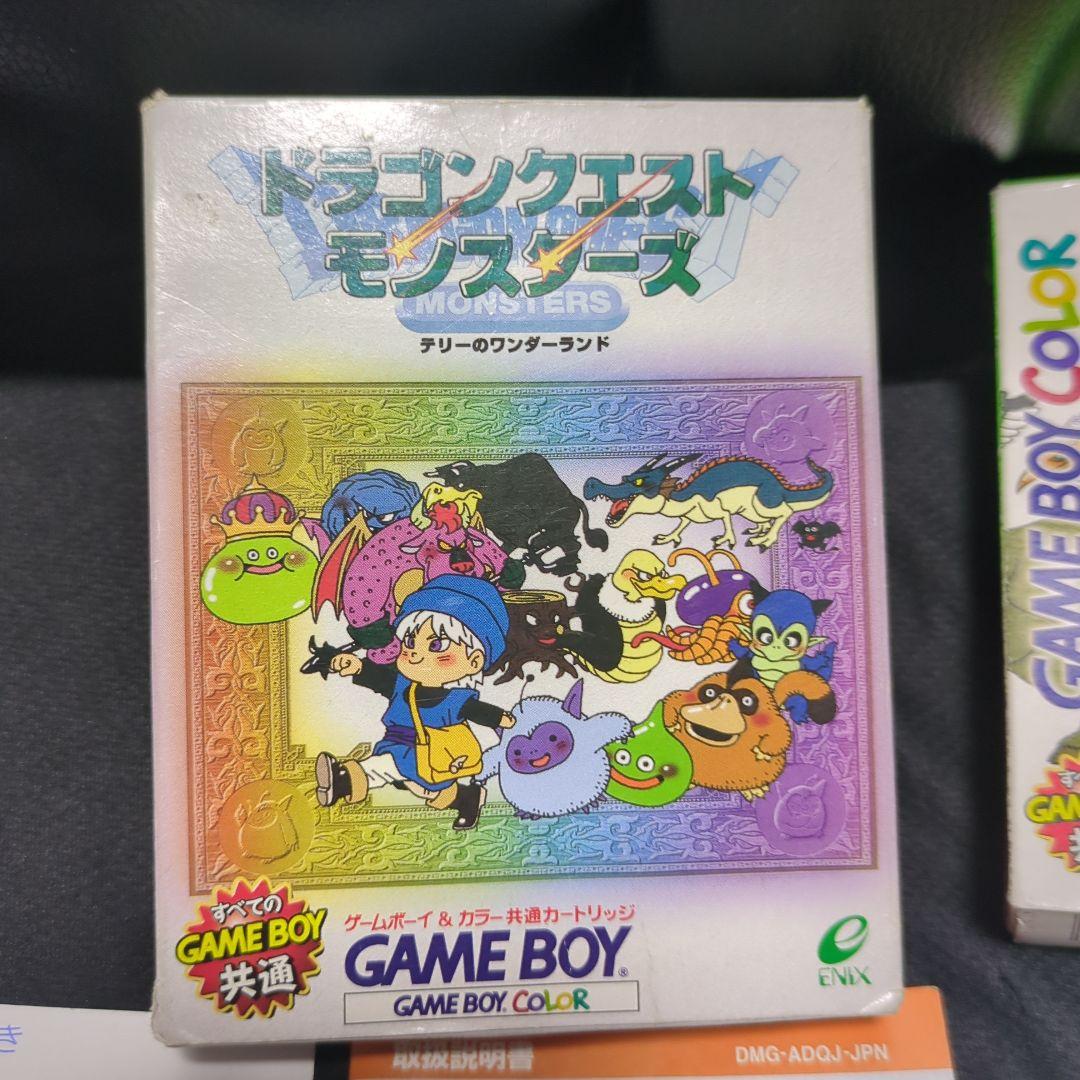 ドラゴンクエスト
モンスターズ
MONSTERS
テリーのワンダーランド
すべての
GAME BOY
共通
ゲームボーイ & カラー共通カートリッジ
GAME BOY®
GAME BOY COLOR
ENIX
取扱説明書
DMG-ADQJ-JPN
き
GAME BOY COLOR